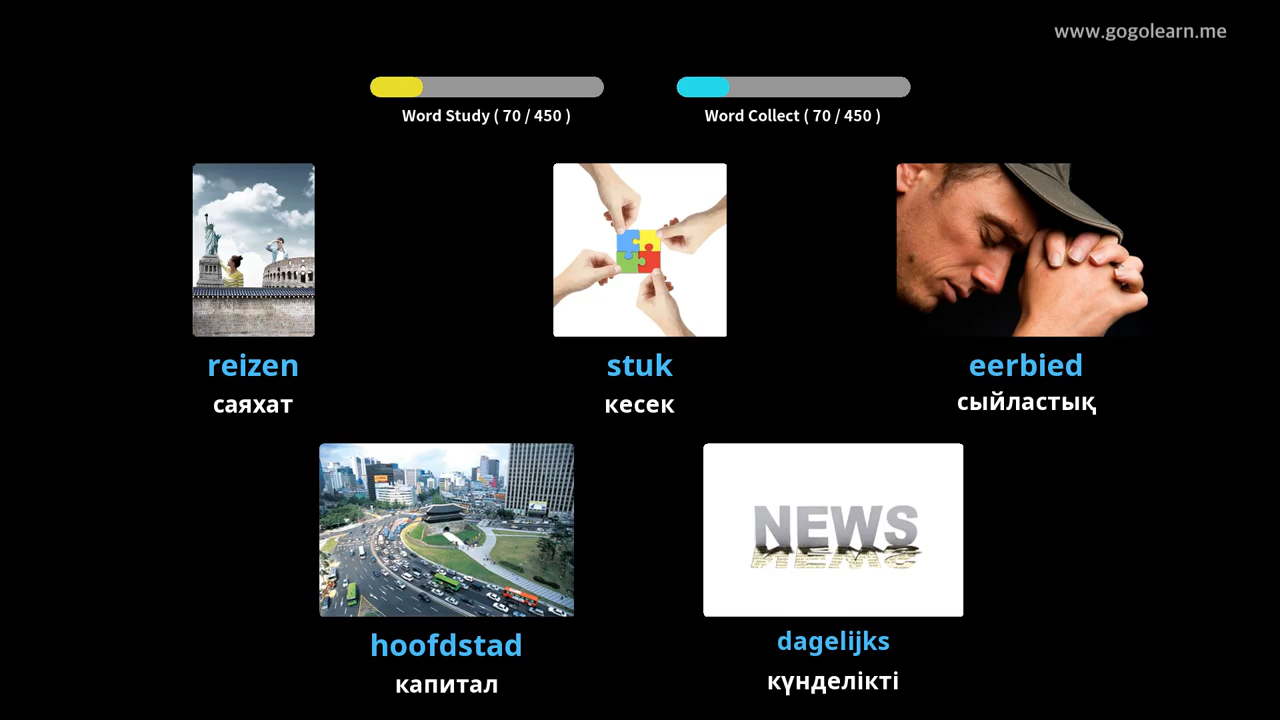 www.gogolearn.me
Word Study ( 70 / 450 )
Word Collect ( 70 / 450 )
reizen
саяхат
stuk
кесек
eerbied
сыйластық
hoofdstad
капитал
NEWS
dagelijks
күнделікті